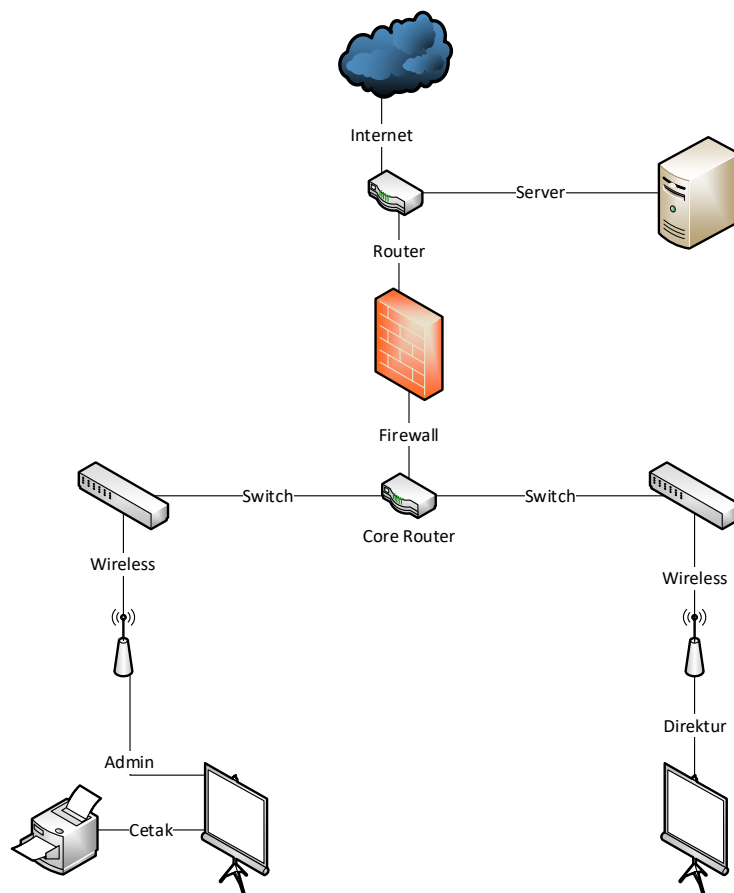 Internet
Server
Router
Firewall
Switch
Switch
Core Router
Wireless
Wireless
Direktur
Admin
Cetak